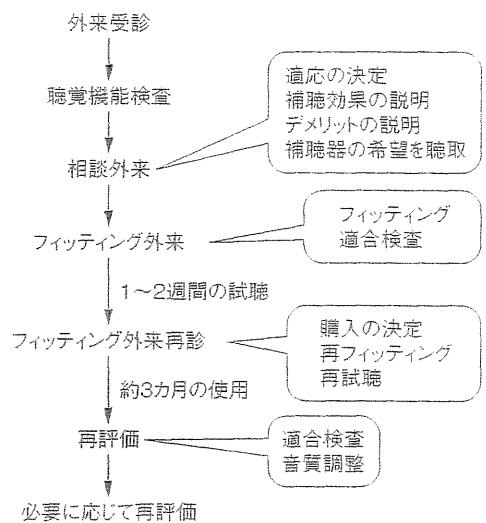 外来受診
聴覚機能検査
適応の決定
補聴効果の説明
デメリットの説明
補聴器の希望を聴取
相談外来
フィッティング
適合検査
フィッティング外来
1～2週間の試聴
購入の決定
再フィッティング
再試聴
フィッティング外来再診
約3カ月の使用
再評価
適合検査
音質調整
必要に応じて再評価